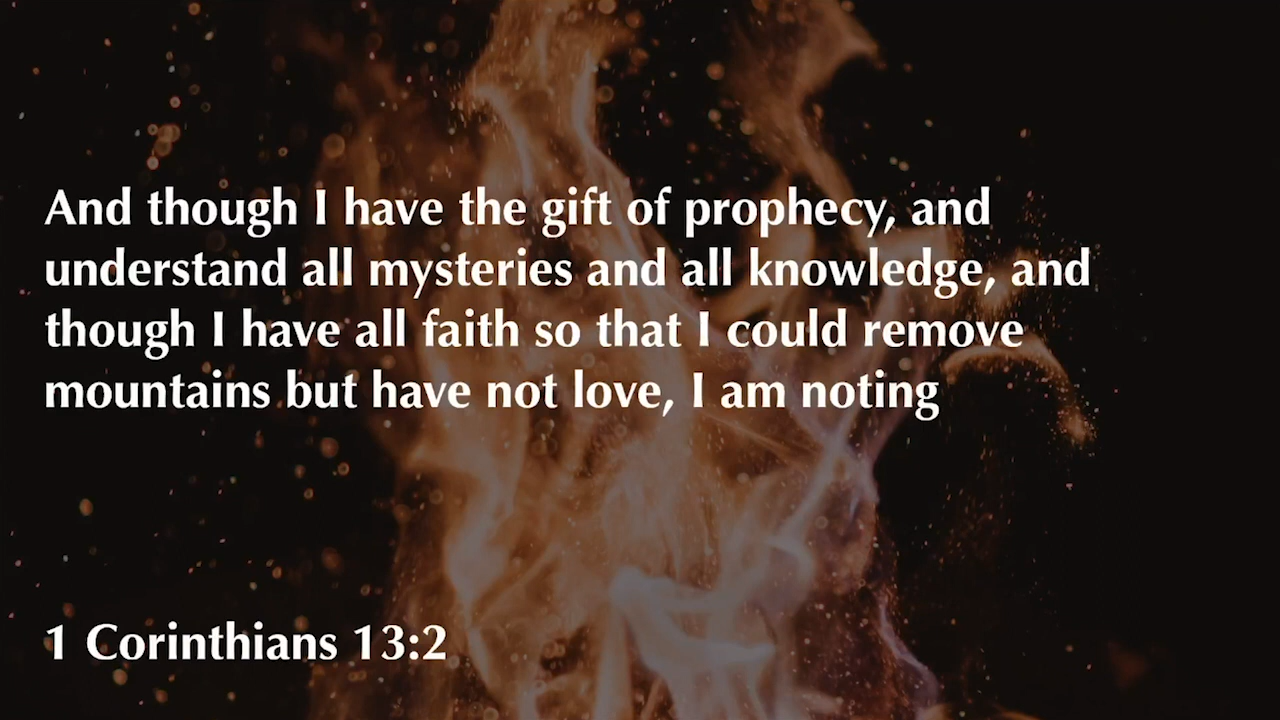 And though I have the gift of prophecy, and
understand all mysteries and all knowledge, and
though I have all faith so that I could remove
mountains but have not love, I am noting
1 Corinthians 13:2